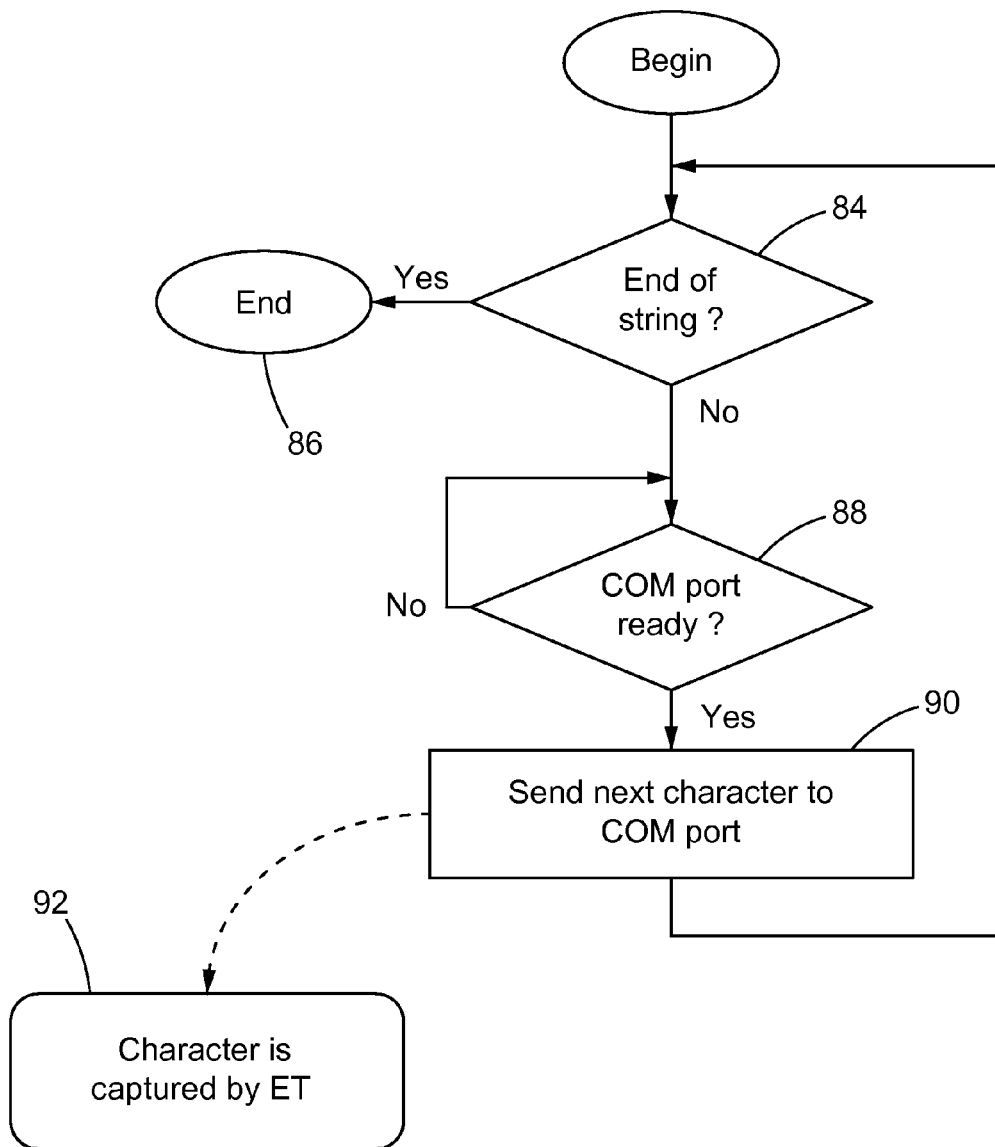 Begin
84
End of
string ?
Yes
End
86
No
88
COM port
ready ?
No
Yes
90
Send next character to
COM port
92
Character is
captured by ET